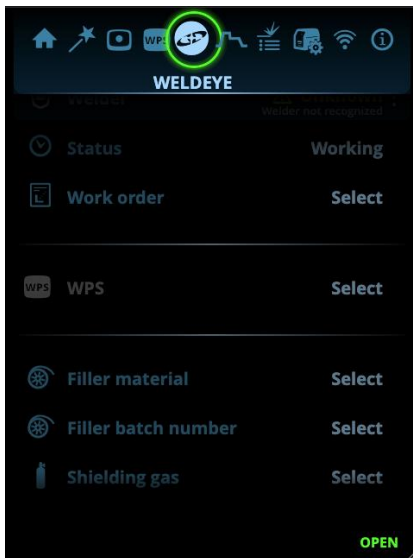 WPS
WELDEYE
Welder
Welder not recognized
Status Working
Work order Select
WPS WPS Select
Filler material Select
Filler batch number Select
Shielding gas Select
OPEN